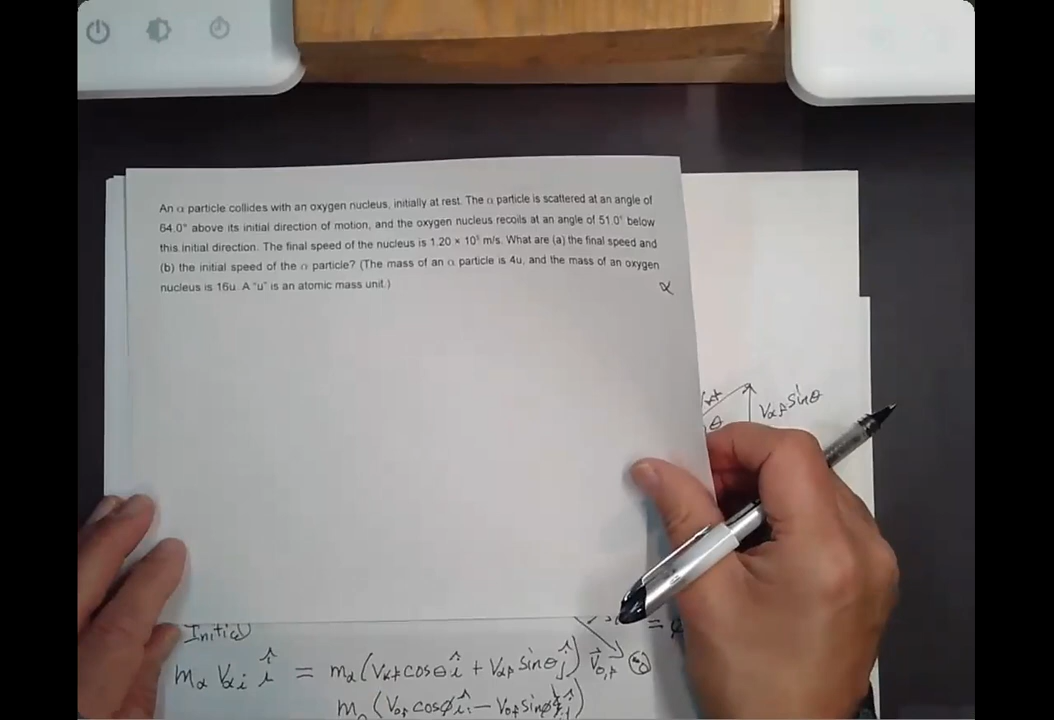 An α particle collides with an oxygen nucleus, initially at rest. The α particle is scattered at an angle of
64.0° above its initial direction of motion, and the oxygen nucleus recoils at an angle of 51.0° below
this initial direction. The final speed of the nucleus is 1.20 × 10⁵ m/s. What are (a) the final speed and
(b) the initial speed of the α particle? (The mass of an α particle is 4u, and the mass of an oxygen
nucleus is 16u. A "u" is an atomic mass unit.)
α
θ
Vαf sinθ
Initial
mα Vαi î = mα(Vαf cosθ î + Vαf sinθ ĵ)
V⃗o,f
(Vof cosφ î - Vof sinφ ĵ)